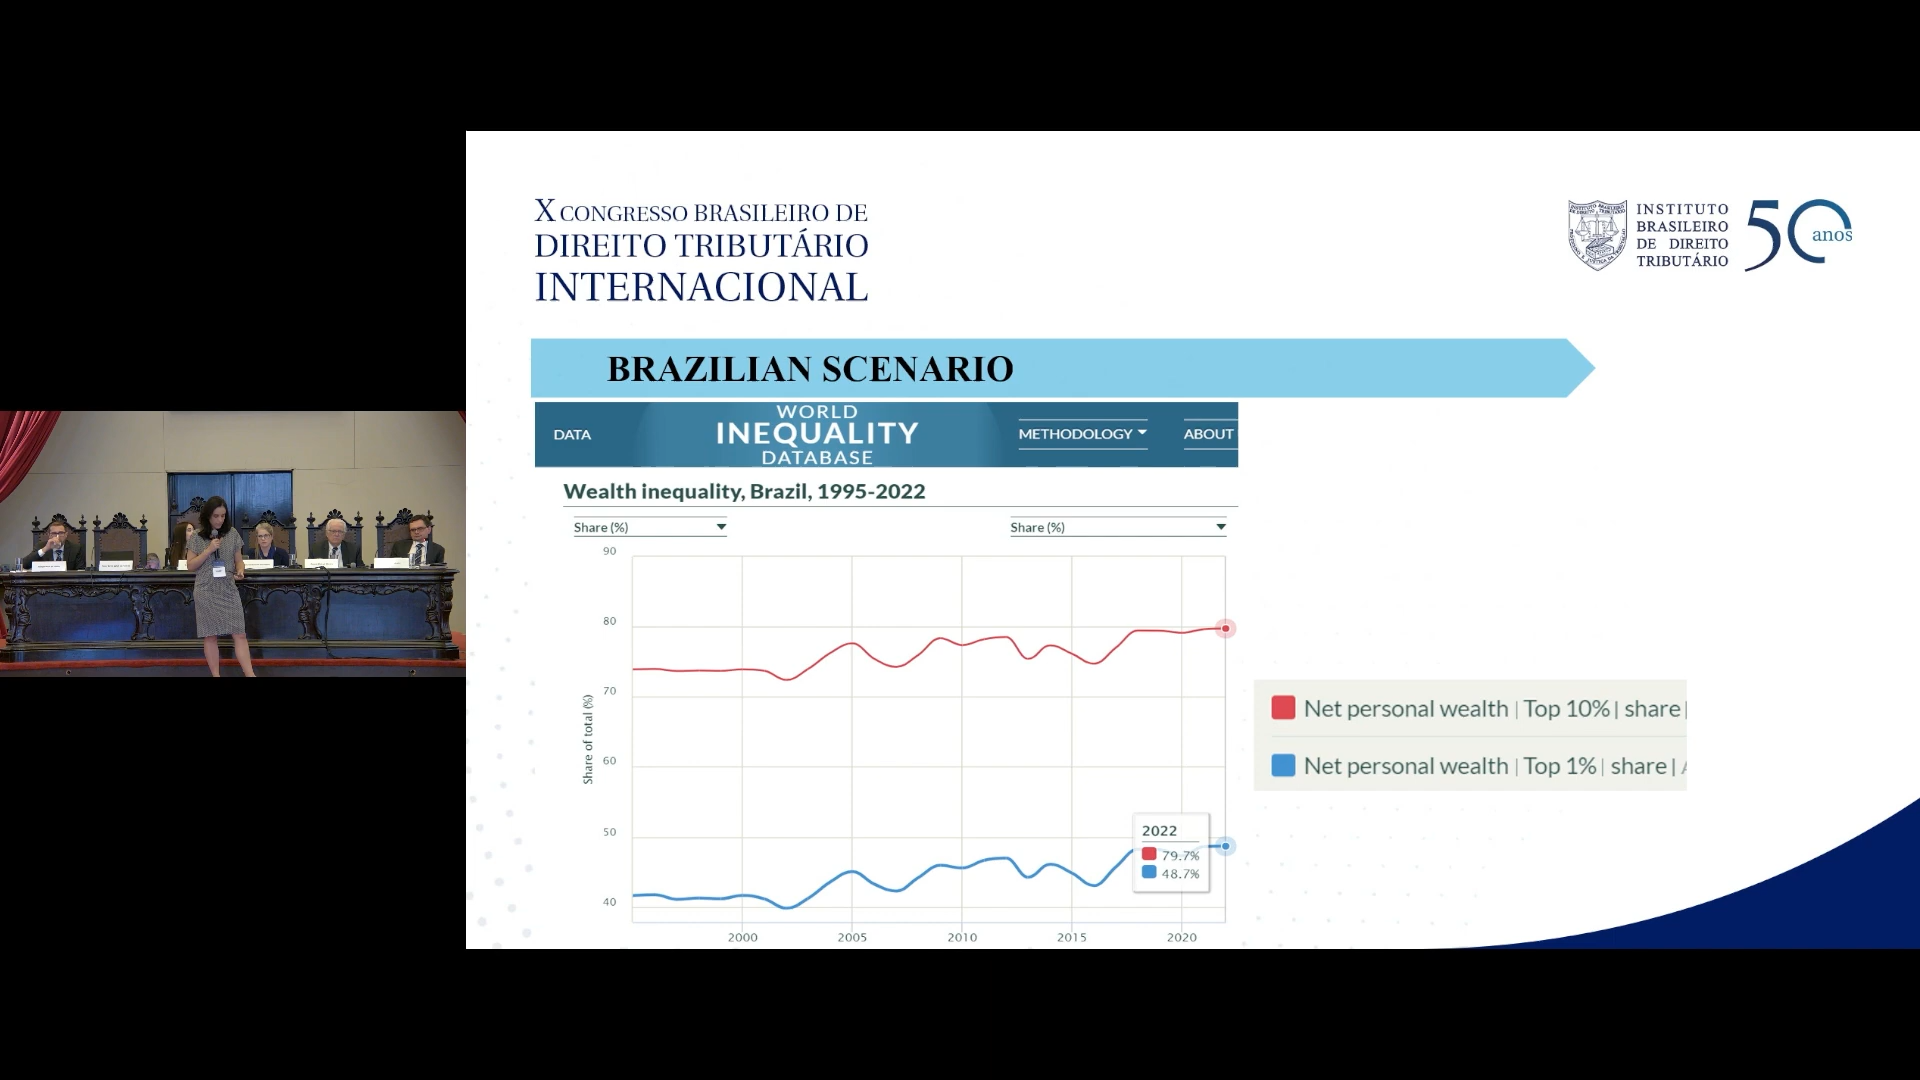 X CONGRESSO BRASILEIRO DE
DIREITO TRIBUTÁRIO
INTERNACIONAL
INSTITUTO
BRASILEIRO
DE DIREITO
TRIBUTÁRIO
50 anos
BRAZILIAN SCENARIO
DATA
WORLD
INEQUALITY
DATABASE
METHODOLOGY
ABOUT
Wealth inequality, Brazil, 1995-2022
Share (%)
Share (%)
90
80
70
60
50
40
Share of total (%)
2022
79.7%
48.7%
2000
2005
2010
2015
2020
Net personal wealth | Top 10% | share |
Net personal wealth | Top 1% | share |